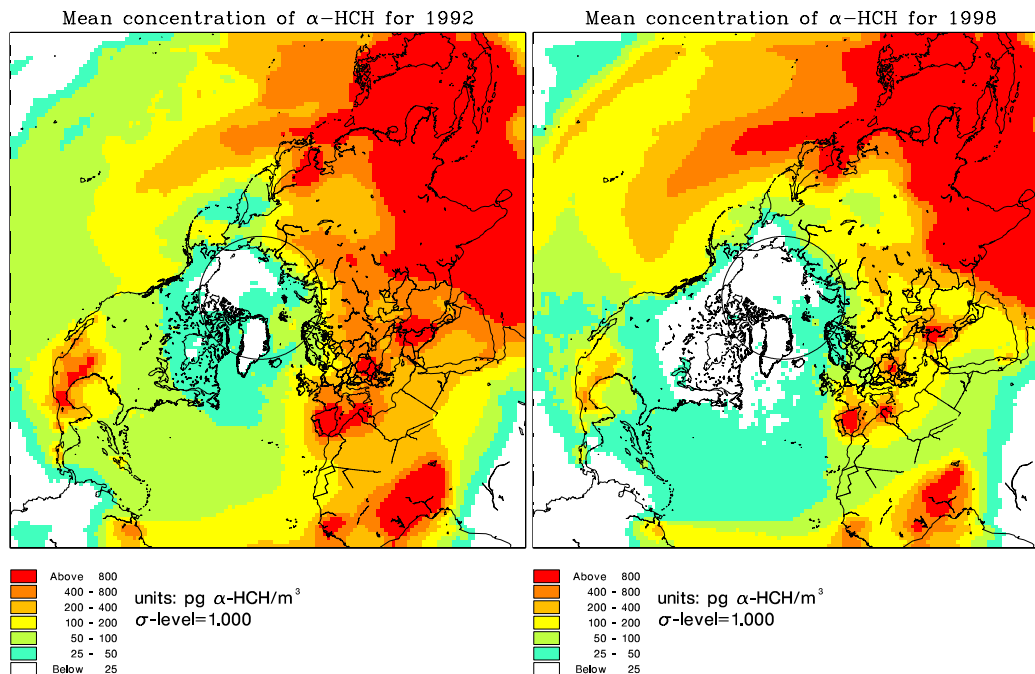 Mean concentration of α-HCH for 1992
Mean concentration of α-HCH for 1998
Above 800
400 - 800
200 - 400
100 - 200
50 - 100
25 - 50
Below 25
units: pg α-HCH/m³
σ-level=1.000
Above 800
400 - 800
200 - 400
100 - 200
50 - 100
25 - 50
Below 25
units: pg α-HCH/m³
σ-level=1.000